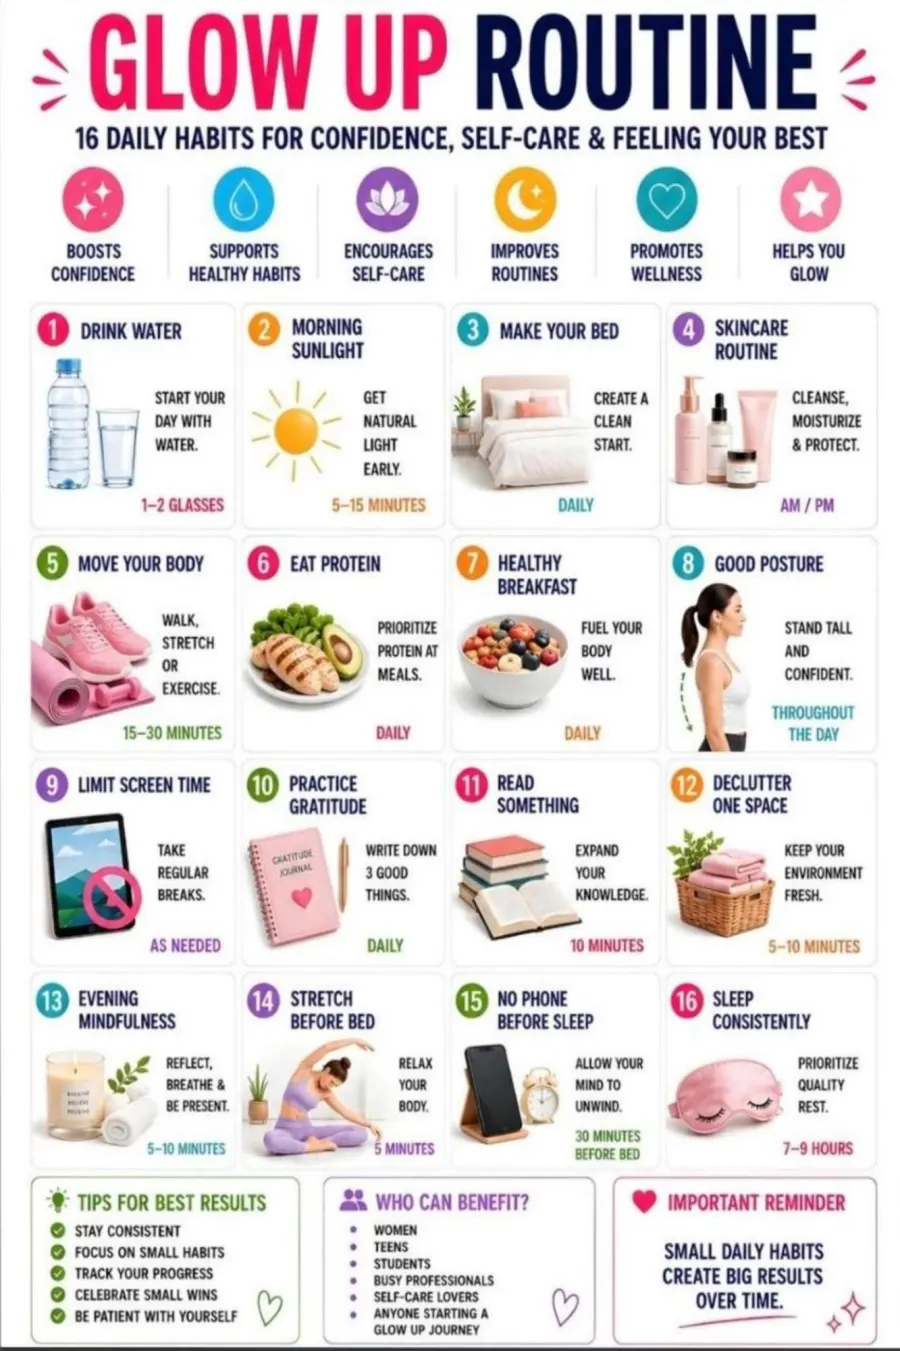 GLOW UP ROUTINE
16 DAILY HABITS FOR CONFIDENCE, SELF-CARE & FEELING YOUR BEST
BOOSTS
CONFIDENCE
SUPPORTS
HEALTHY HABITS
ENCOURAGES
SELF-CARE
IMPROVES
ROUTINES
PROMOTES
WELLNESS
HELPS YOU
GLOW
1 DRINK WATER
START YOUR
DAY WITH
WATER.
1–2 GLASSES
2 MORNING
SUNLIGHT
GET
NATURAL
LIGHT
EARLY.
5–15 MINUTES
3 MAKE YOUR BED
CREATE A
CLEAN
START.
DAILY
4 SKINCARE
ROUTINE
CLEANSE,
MOISTURIZE
& PROTECT.
AM / PM
5 MOVE YOUR BODY
WALK,
STRETCH
OR
EXERCISE.
15–30 MINUTES
6 EAT PROTEIN
PRIORITIZE
PROTEIN AT
MEALS.
DAILY
7 HEALTHY
BREAKFAST
FUEL YOUR
BODY
WELL.
DAILY
8 GOOD POSTURE
STAND TALL
AND
CONFIDENT.
THROUGHOUT
THE DAY
9 LIMIT SCREEN TIME
TAKE
REGULAR
BREAKS.
AS NEEDED
10 PRACTICE
GRATITUDE
GRATITUDE
JOURNAL
WRITE DOWN
3 GOOD
THINGS.
DAILY
11 READ
SOMETHING
EXPAND
YOUR
KNOWLEDGE.
10 MINUTES
12 DECLUTTER
ONE SPACE
KEEP YOUR
ENVIRONMENT
FRESH.
5–10 MINUTES
13 EVENING
MINDFULNESS
REFLECT,
BREATHE &
BE PRESENT.
5–10 MINUTES
14 STRETCH
BEFORE BED
RELAX
YOUR
BODY.
5 MINUTES
15 NO PHONE
BEFORE SLEEP
ALLOW YOUR
MIND TO
UNWIND.
30 MINUTES
BEFORE BED
16 SLEEP
CONSISTENTLY
PRIORITIZE
QUALITY
REST.
7–9 HOURS
TIPS FOR BEST RESULTS
STAY CONSISTENT
FOCUS ON SMALL HABITS
TRACK YOUR PROGRESS
CELEBRATE SMALL WINS
BE PATIENT WITH YOURSELF
WHO CAN BENEFIT?
WOMEN
TEENS
STUDENTS
BUSY PROFESSIONALS
SELF-CARE LOVERS
ANYONE STARTING A
GLOW UP JOURNEY
IMPORTANT REMINDER
SMALL DAILY HABITS
CREATE BIG RESULTS
OVER TIME.